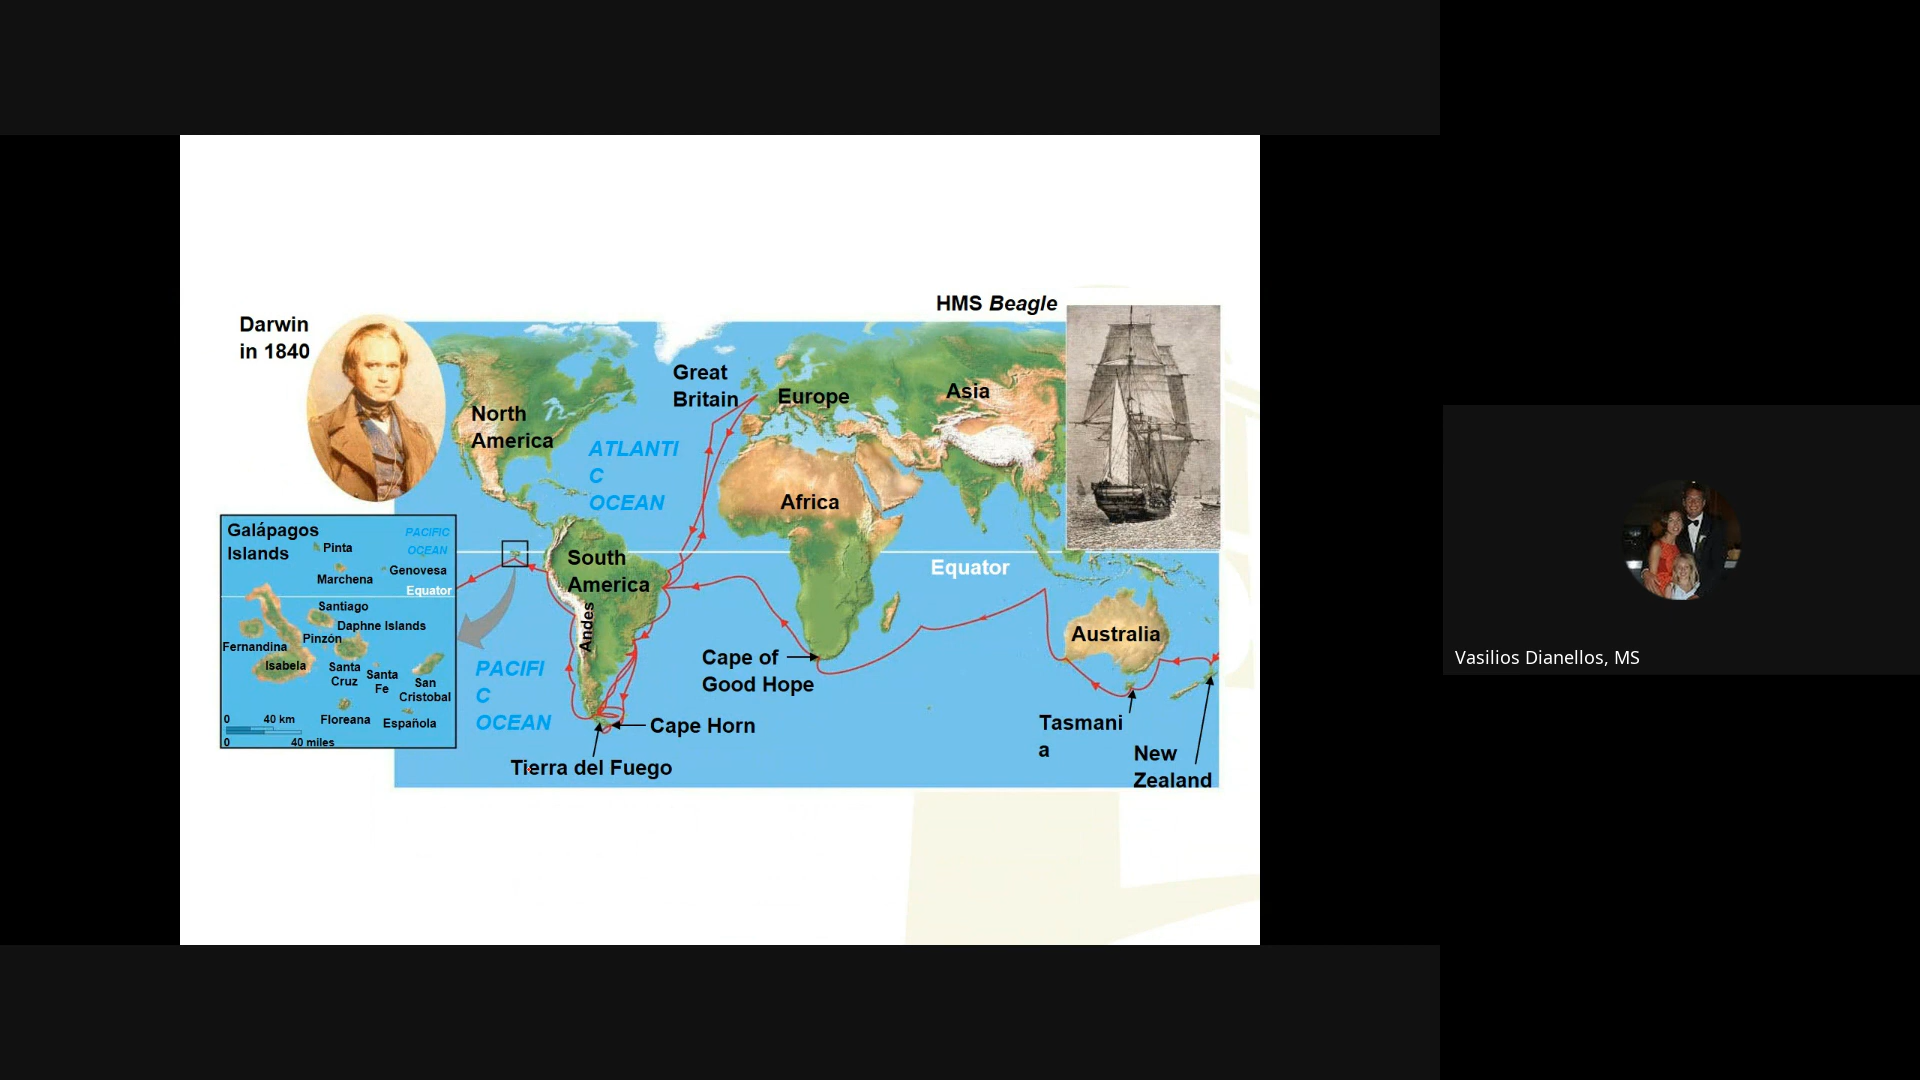 HMS Beagle
Darwin
in 1840
Great
Britain
Europe
Asia
North
America
ATLANTI
C
OCEAN
Africa
Galápagos
Islands
PACIFIC
OCEAN
Pinta
Genovesa
Marchena
Equator
Santiago
Daphne Islands
Pinzón
Fernandina
Isabela
Santa
Cruz
Santa
Fe
San
Cristobal
Floreana
Española
0 40 km
0 40 miles
South
America
Andes
Equator
Australia
PACIFI
C
OCEAN
Cape of
Good Hope
Cape Horn
Tierra del Fuego
Tasmani
a
New
Zealand
Vasilios Dianellos, MS